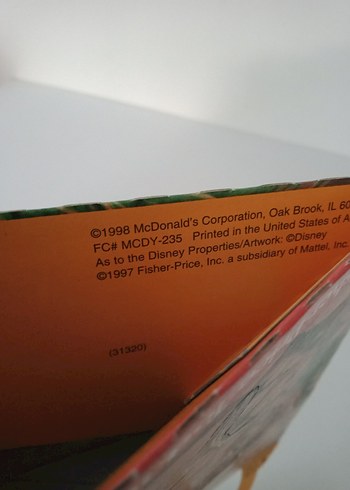 ©1998 McDonald's Corporation, Oak Brook, IL 60
FC# MCDY-235 Printed in the United States of A
As to the Disney Properties/Artwork: ©Disney
©1997 Fisher-Price, Inc. a subsidiary of Mattel, Inc.
(31320)